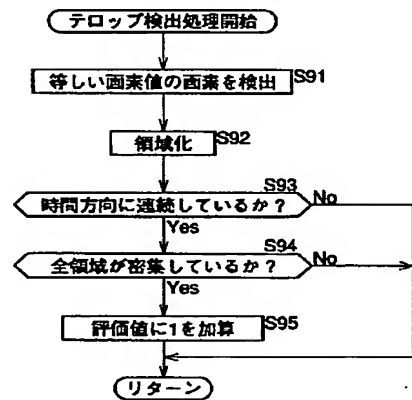 テロップ検出処理開始
等しい画素値の画素を検出 S91
領域化 S92
時間方向に連続しているか？ S93 No
Yes
全領域が密集しているか？ S94 No
Yes
評価値に1を加算 S95
リターン